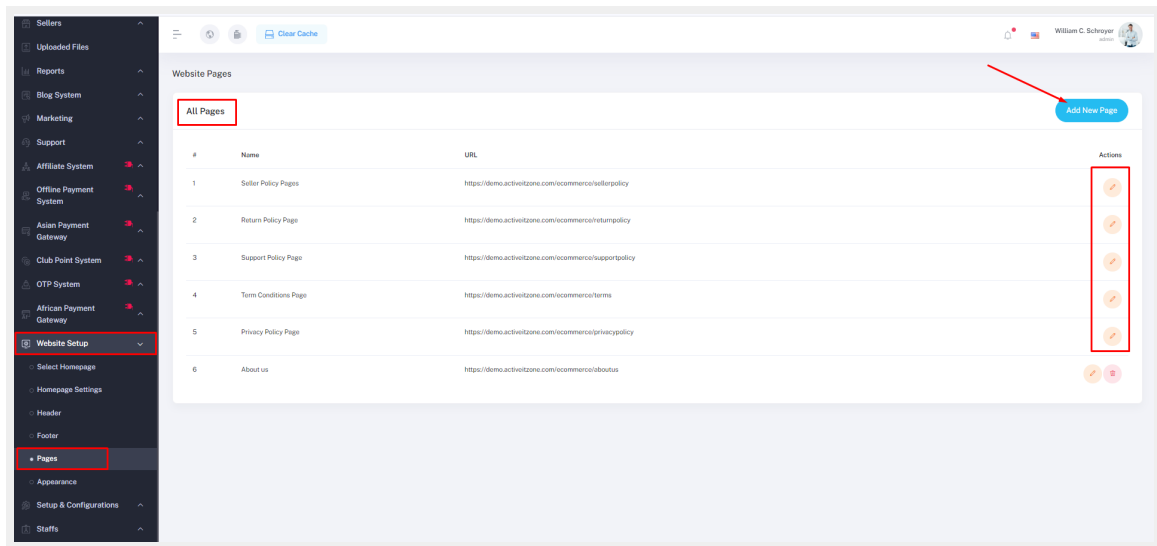 Sellers
Uploaded Files
Reports
Blog System
Marketing
Support
Affiliate System
Offline Payment
System
Asian Payment
Gateway
Club Point System
OTP System
African Payment
Gateway
Website Setup
Select Homepage
Homepage Settings
Header
Footer
Pages
Appearance
Setup & Configurations
Staffs
Clear Cache
William C. Schroyer
admin
Website Pages
All Pages
Add New Page
# Name URL Actions
1 Seller Policy Pages https://demo.activeitzone.com/ecommerce/sellerpolicy
2 Return Policy Page https://demo.activeitzone.com/ecommerce/returnpolicy
3 Support Policy Page https://demo.activeitzone.com/ecommerce/supportpolicy
4 Term Conditions Page https://demo.activeitzone.com/ecommerce/terms
5 Privacy Policy Page https://demo.activeitzone.com/ecommerce/privacypolicy
6 About us https://demo.activeitzone.com/ecommerce/aboutus